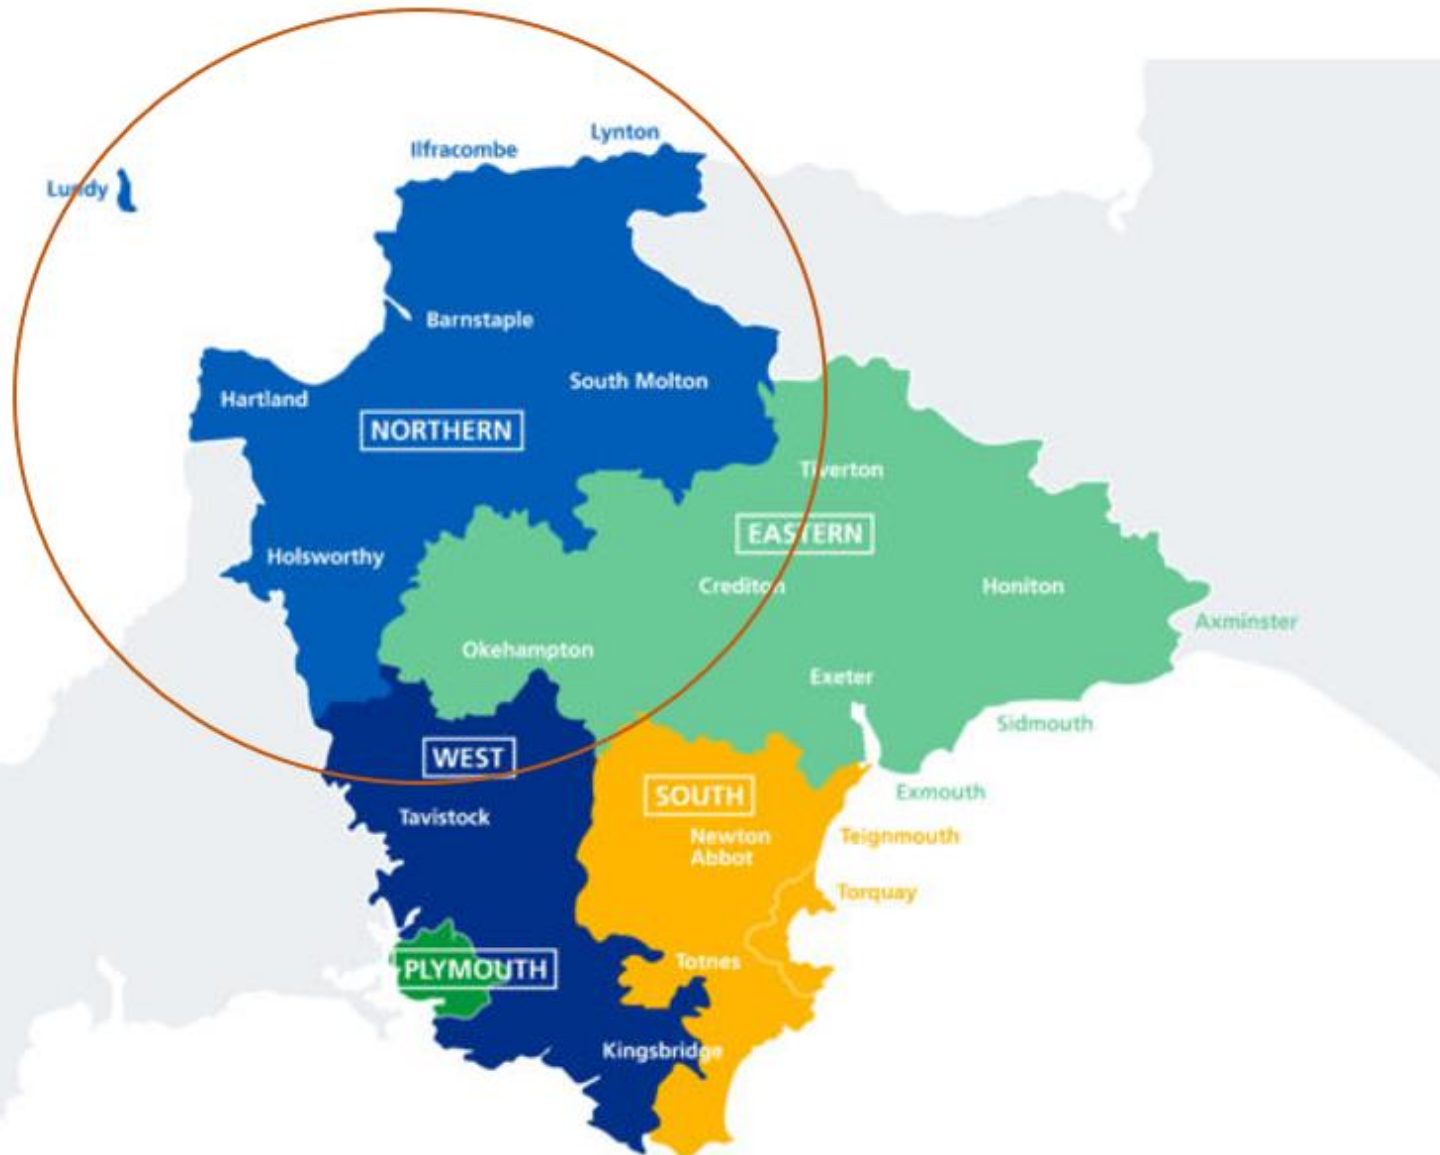 Lynton
Ilfracombe
Lundy
Barnstaple
South Molton
Hartland
NORTHERN
Tiverton
EASTERN
Holsworthy
Crediton
Honiton
Axminster
Okehampton
Exeter
Sidmouth
WEST
SOUTH
Exmouth
Tavistock
Newton
Abbot
Teignmouth
Torquay
Totnes
PLYMOUTH
Kingsbridge